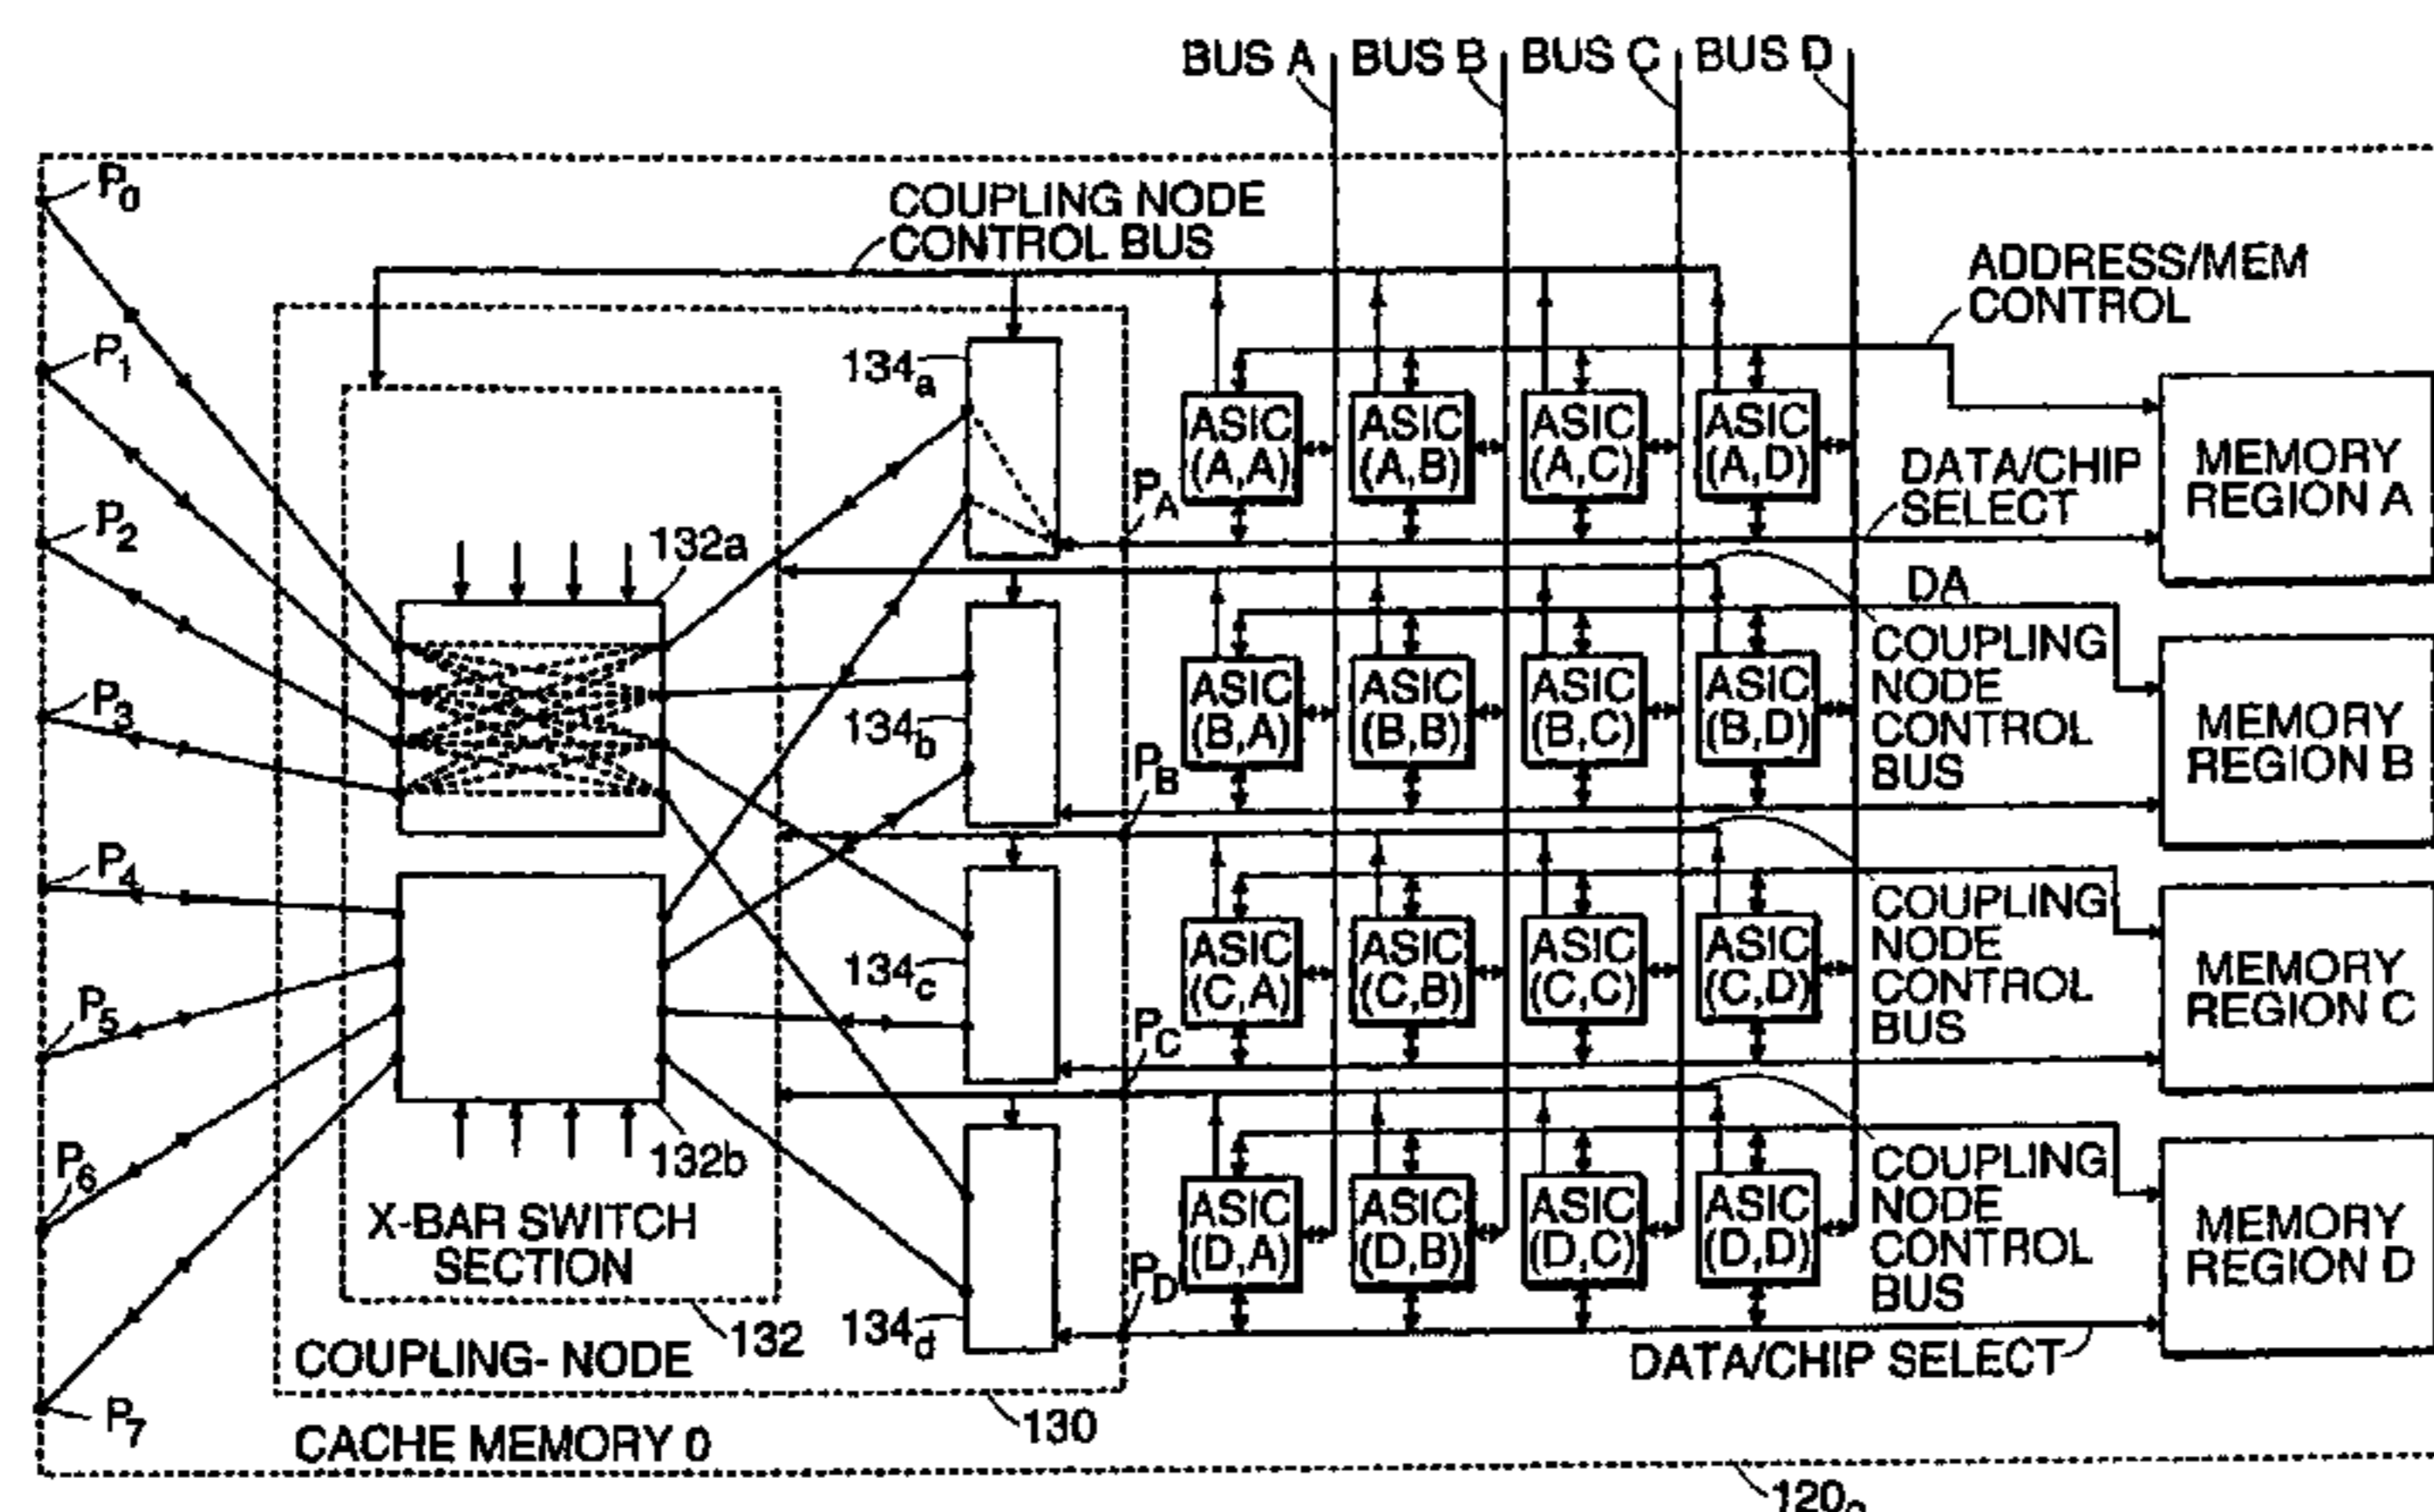 BUS A BUS B BUS C BUS D
P0
P1
P2
P3
P4
P5
P6
P7
COUPLING NODE
CONTROL BUS
ADDRESS/MEM
CONTROL
134a
ASIC
(A,A)
ASIC
(A,B)
ASIC
(A,C)
ASIC
(A,D)
DATA/CHIP
SELECT
MEMORY
REGION A
PA
132a
DA
COUPLING
NODE
CONTROL
BUS
134b
ASIC
(B,A)
ASIC
(B,B)
ASIC
(B,C)
ASIC
(B,D)
MEMORY
REGION B
PB
134c
ASIC
(C,A)
ASIC
(C,B)
ASIC
(C,C)
ASIC
(C,D)
COUPLING
NODE
CONTROL
BUS
MEMORY
REGION C
PC
132b
X-BAR SWITCH
SECTION
132
134d
ASIC
(D,A)
ASIC
(D,B)
ASIC
(D,C)
ASIC
(D,D)
COUPLING
NODE
CONTROL
BUS
MEMORY
REGION D
PD
DATA/CHIP SELECT
COUPLING- NODE
130
CACHE MEMORY 0
120